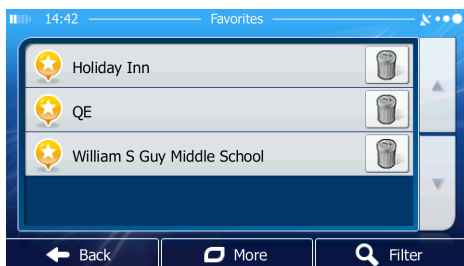 14:42 Favorites
Holiday Inn
QE
William S Guy Middle School
Back More Filter